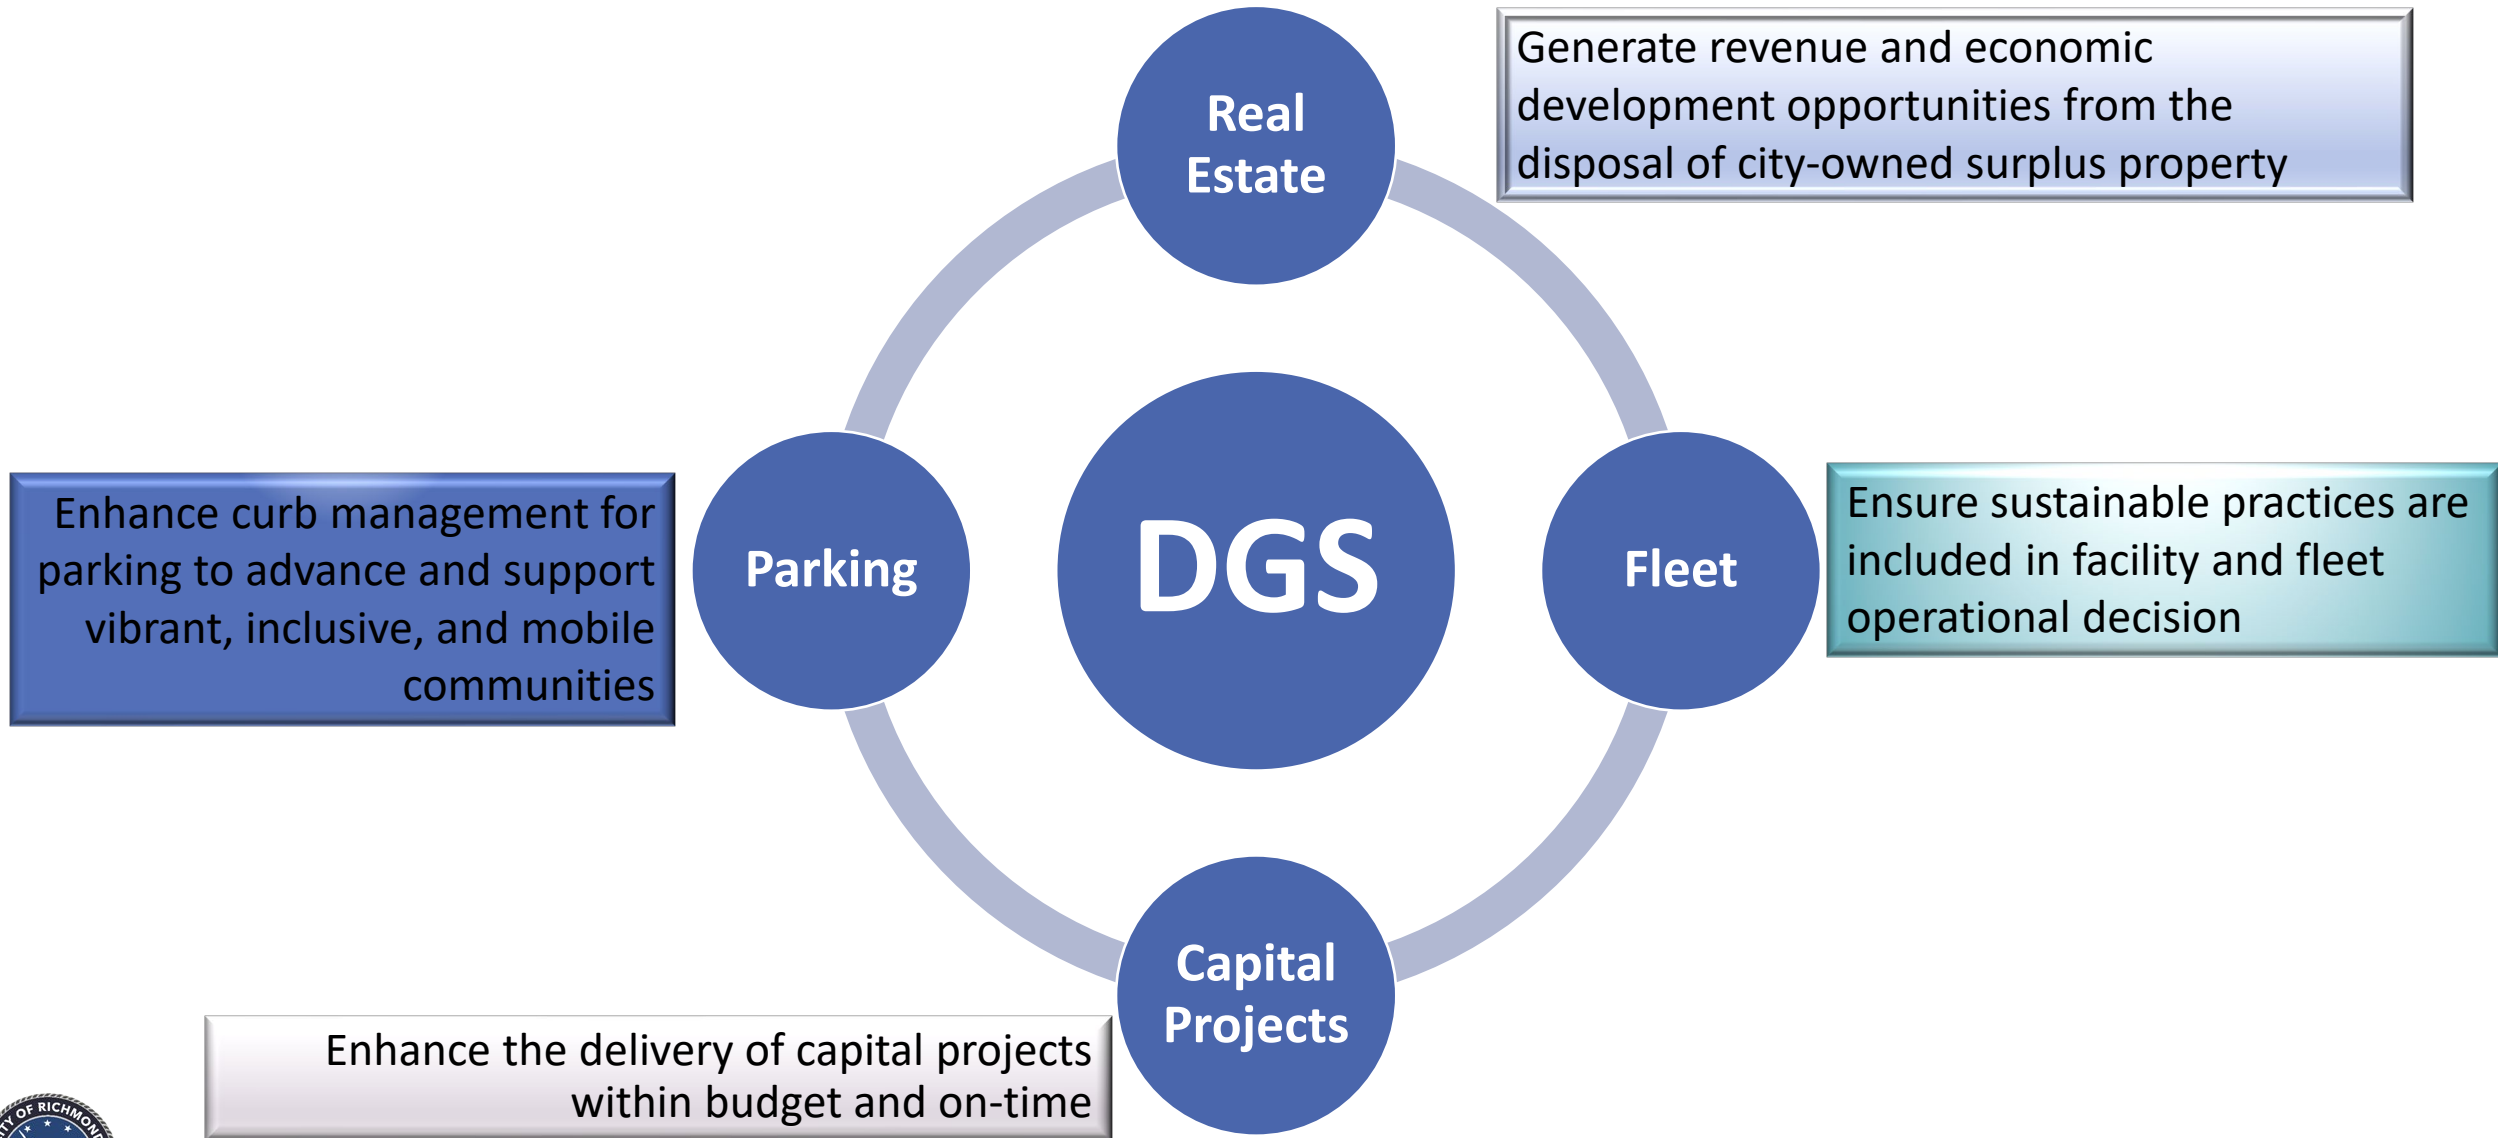 Real
Estate
Generate revenue and economic
development opportunities from the
disposal of city-owned surplus property
Enhance curb management for
parking to advance and support
vibrant, inclusive, and mobile
communities
Parking
DGS
Fleet
Ensure sustainable practices are
included in facility and fleet
operational decision
Capital
Projects
Enhance the delivery of capital projects
within budget and on-time
OF RICHMON